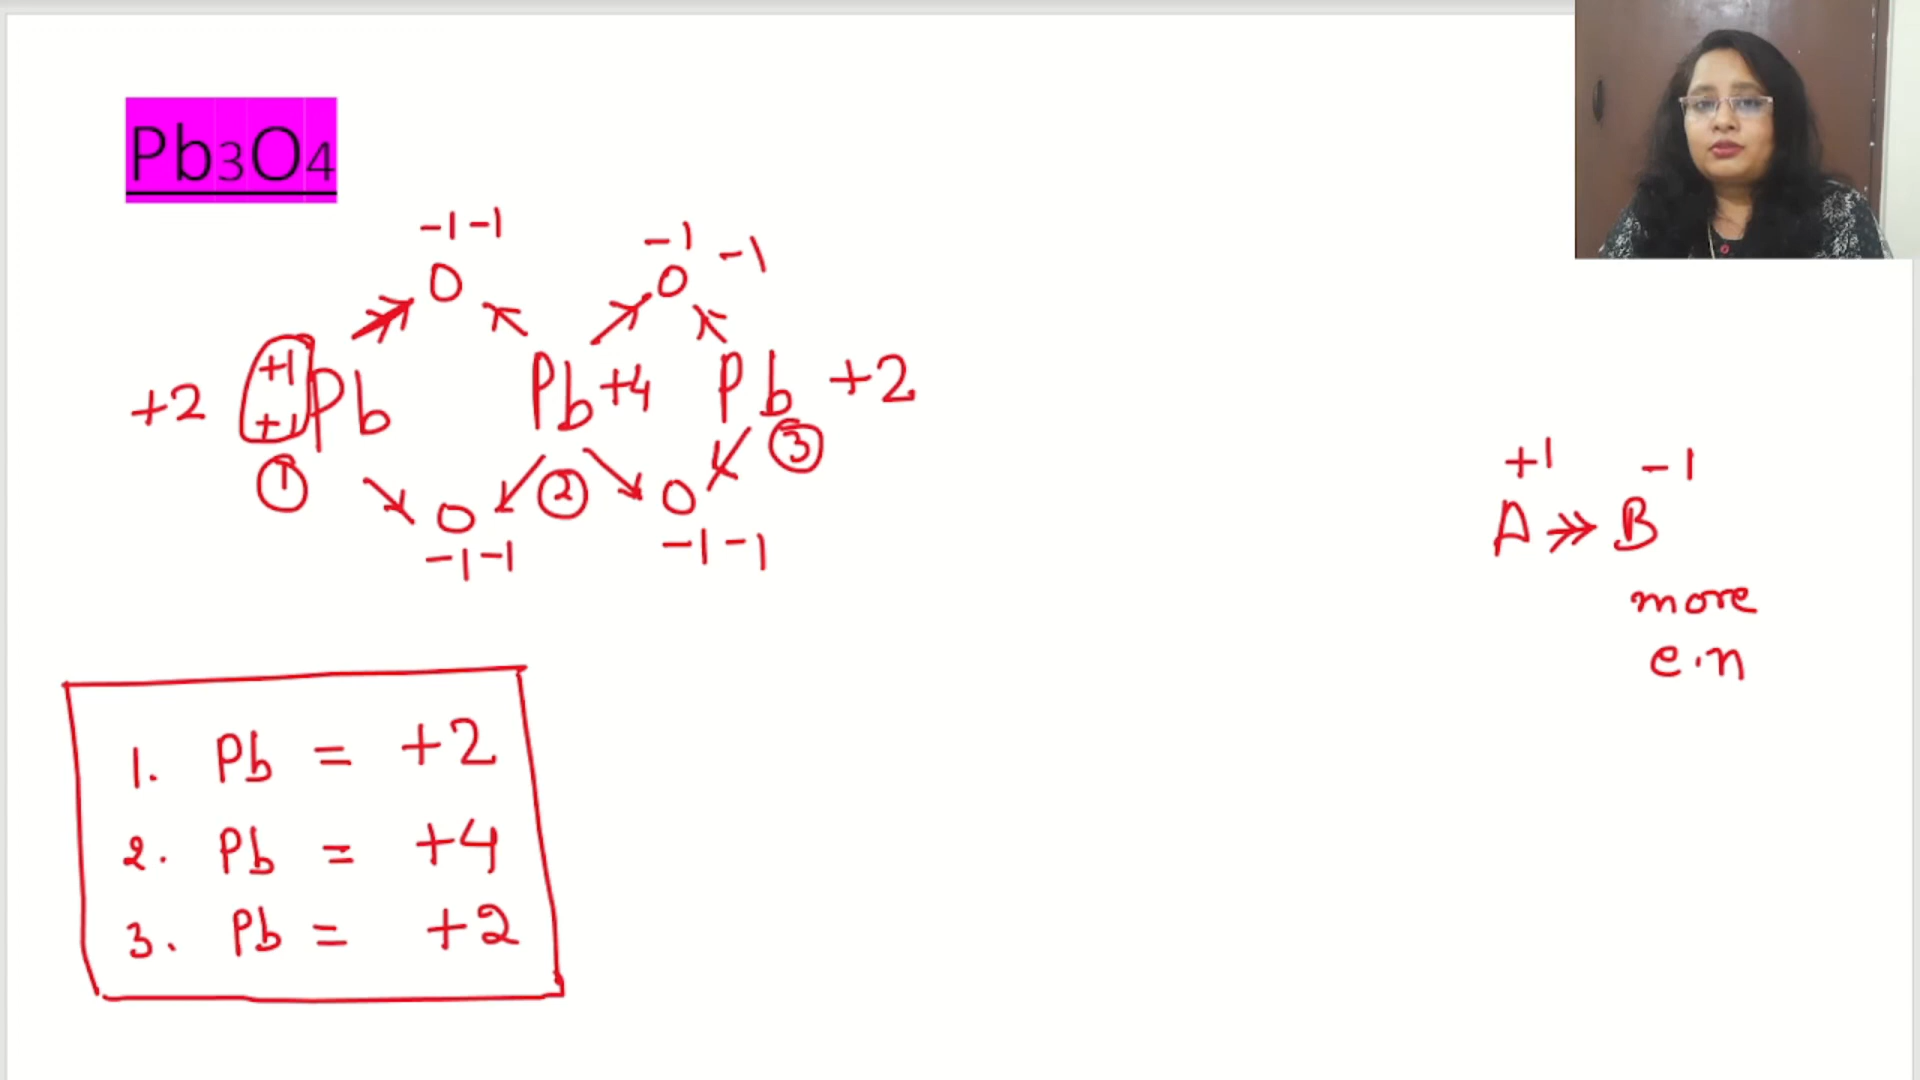 Pb3O4
-1 -1
-1 -1
O O
+1
+2 +1 Pb Pb +4 Pb +2
1 2 3
O O
-1 -1 -1 -1
+1 -1
A >> B
more
e.n
1. Pb = +2
2. Pb = +4
3. Pb = +2